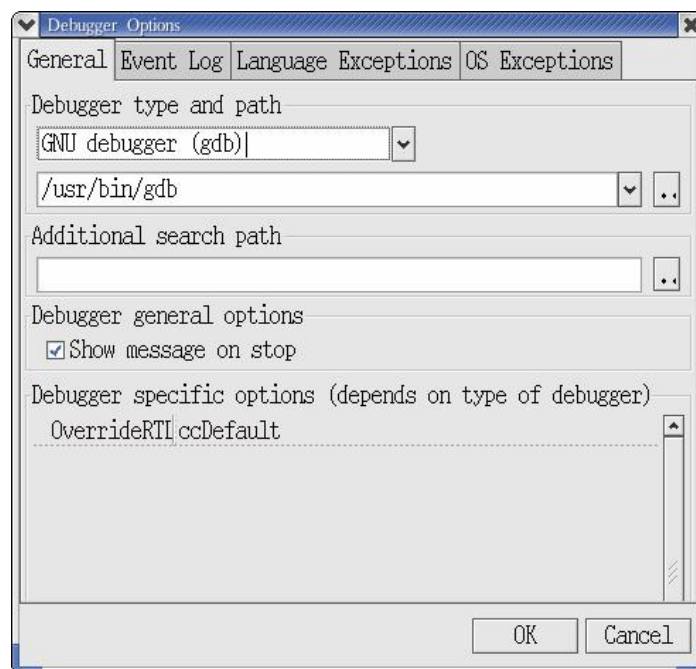 Debugger Options
General Event Log Language Exceptions OS Exceptions
Debugger type and path
GNU debugger (gdb)
/usr/bin/gdb
..
Additional search path
..
Debugger general options
Show message on stop
Debugger specific options (depends on type of debugger)
OverrideRTL ccDefault
OK Cancel